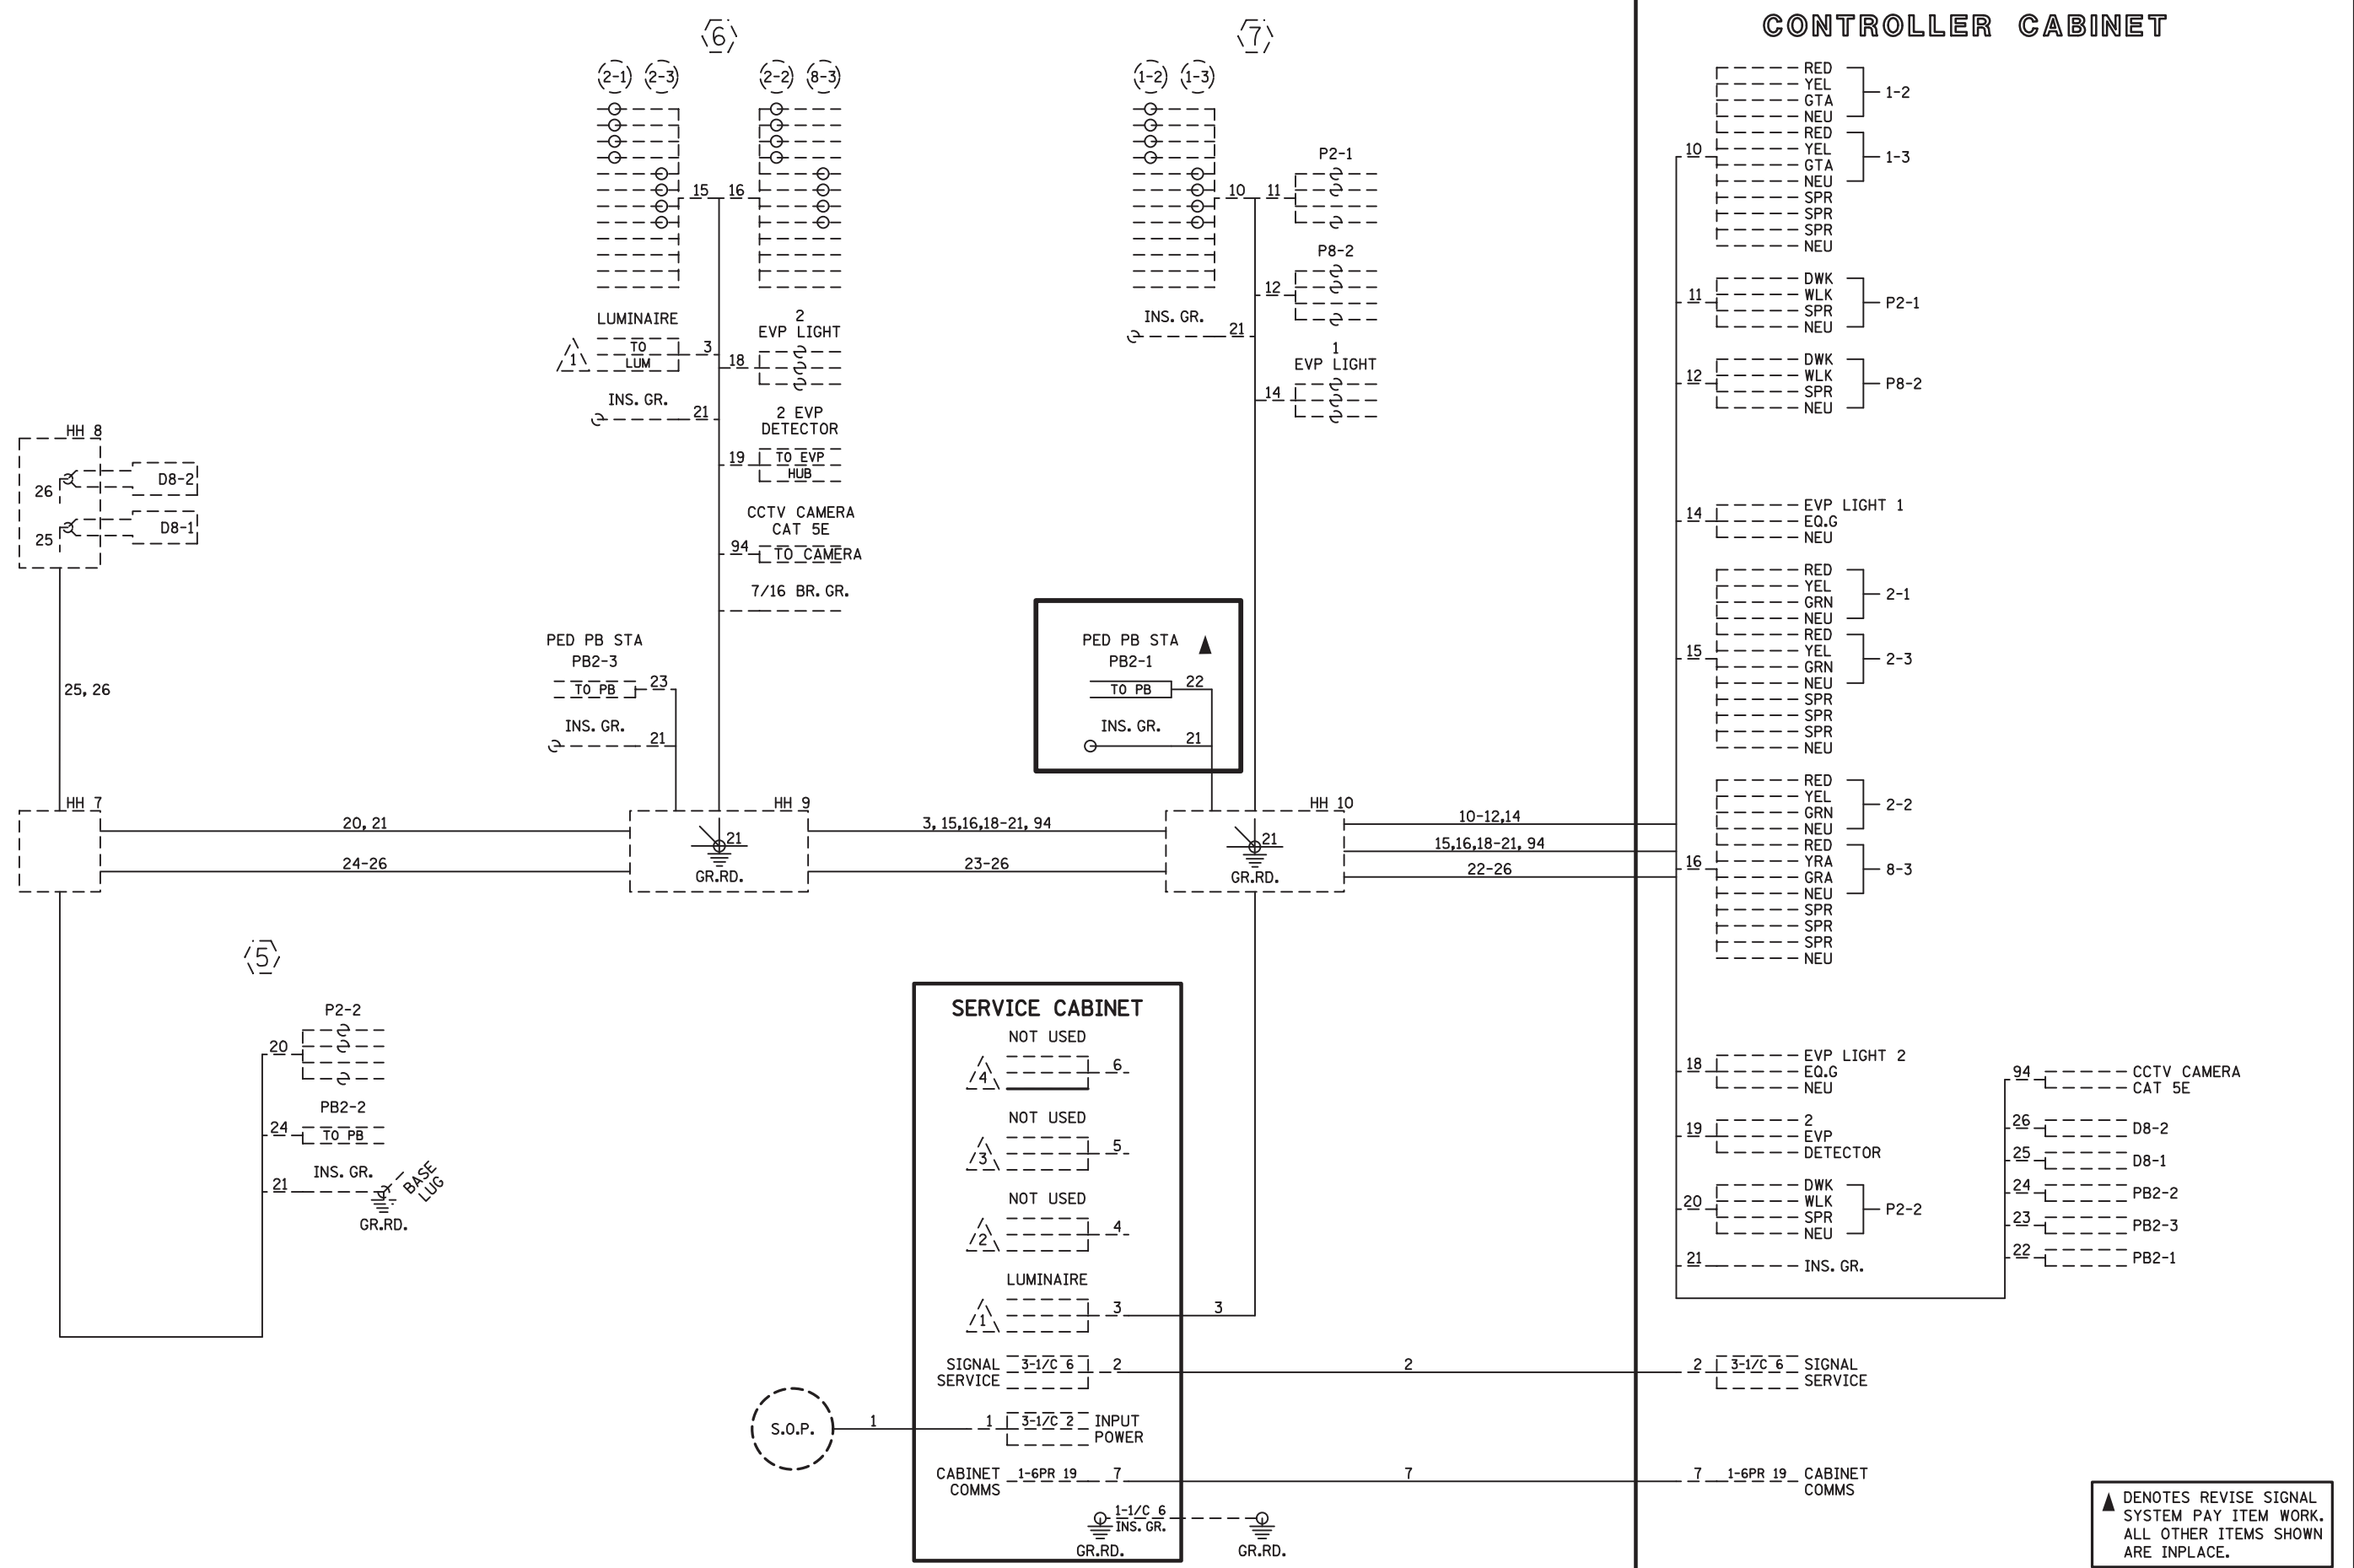 CONTROLLER CABINET
6
2-1 2-3 2-2 8-3
15 16
LUMINAIRE
1
TO
LUM
3
2
EVP LIGHT
18
INS. GR.
21
2 EVP
DETECTOR
19
TO EVP
HUB
CCTV CAMERA
CAT 5E
94
TO CAMERA
7/16 BR. GR.
PED PB STA
PB2-3
TO PB
23
INS. GR.
21
7
1-2 1-3
10 11
P2-1
P8-2
12
INS. GR.
21
1
EVP LIGHT
14
PED PB STA
PB2-1
TO PB
22
INS. GR.
21
HH 8
26
D8-2
25
D8-1
25, 26
HH 7
20, 21
24-26
HH 9
21
GR.RD.
3, 15,16,18-21, 94
23-26
HH 10
21
GR.RD.
10-12,14
15,16,18-21, 94
22-26
5
P2-2
20
PB2-2
24
TO PB
INS. GR.
21
BASE
LUG
GR.RD.
SERVICE CABINET
NOT USED
4
6
NOT USED
3
5
NOT USED
2
4
LUMINAIRE
1
3
3
SIGNAL
SERVICE
3-1/C 6
2
2
S.O.P.
1
1
3-1/C 2
INPUT
POWER
CABINET
COMMS
1-6PR 19
7
7
1-1/C 6
INS. GR.
GR.RD.
GR.RD.
10
RED
YEL
GTA
NEU
1-2
RED
YEL
GTA
NEU
1-3
SPR
SPR
SPR
NEU
11
DWK
WLK
SPR
NEU
P2-1
12
DWK
WLK
SPR
NEU
P8-2
14
EVP LIGHT 1
EQ.G
NEU
15
RED
YEL
GRN
NEU
2-1
RED
YEL
GRN
NEU
2-3
SPR
SPR
SPR
NEU
16
RED
YEL
GRN
NEU
2-2
RED
YRA
GRA
NEU
8-3
SPR
SPR
SPR
NEU
18
EVP LIGHT 2
EQ.G
NEU
19
2
EVP
DETECTOR
20
DWK
WLK
SPR
NEU
P2-2
21
INS. GR.
94
CCTV CAMERA
CAT 5E
26
D8-2
25
D8-1
24
PB2-2
23
PB2-3
22
PB2-1
2
3-1/C 6
SIGNAL
SERVICE
7
1-6PR 19
CABINET
COMMS
DENOTES REVISE SIGNAL
SYSTEM PAY ITEM WORK.
ALL OTHER ITEMS SHOWN
ARE INPLACE.